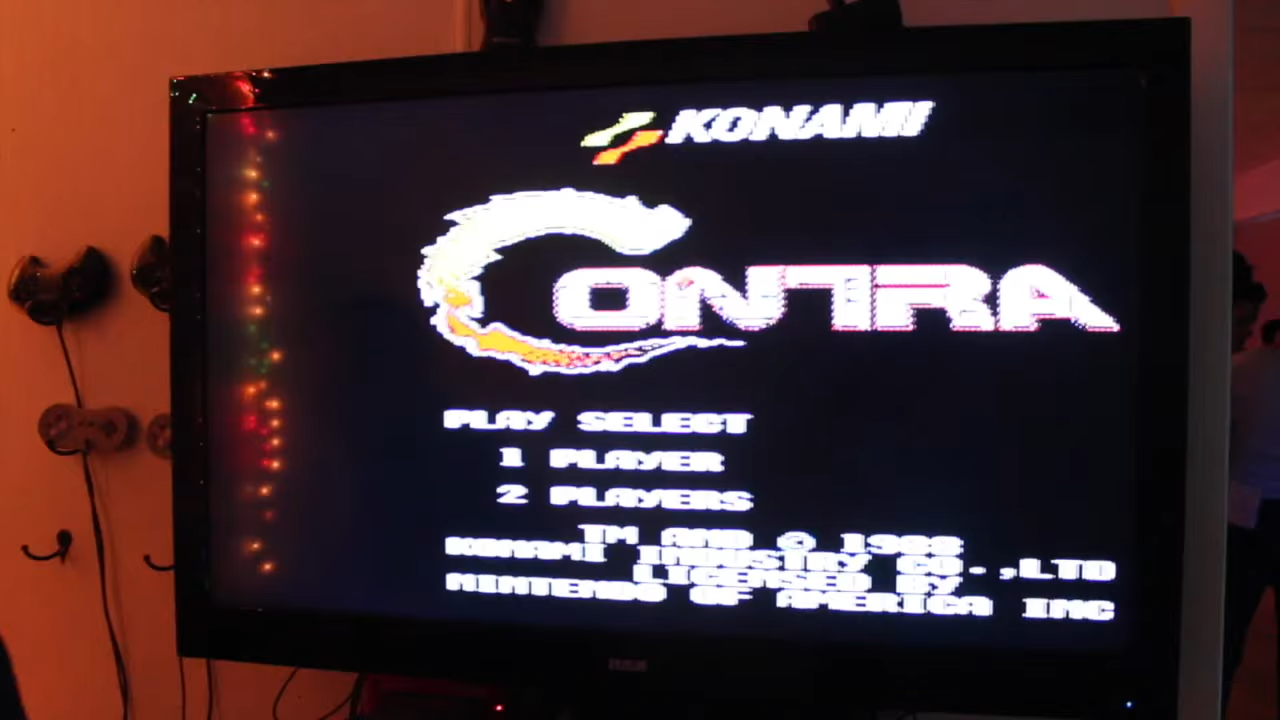 KONAMI
CONTRA
PLAY SELECT
1 PLAYER
2 PLAYERS
TM AND © 1988
KONAMI INDUSTRY CO.,LTD
LICENSED BY
NINTENDO OF AMERICA INC
RCA